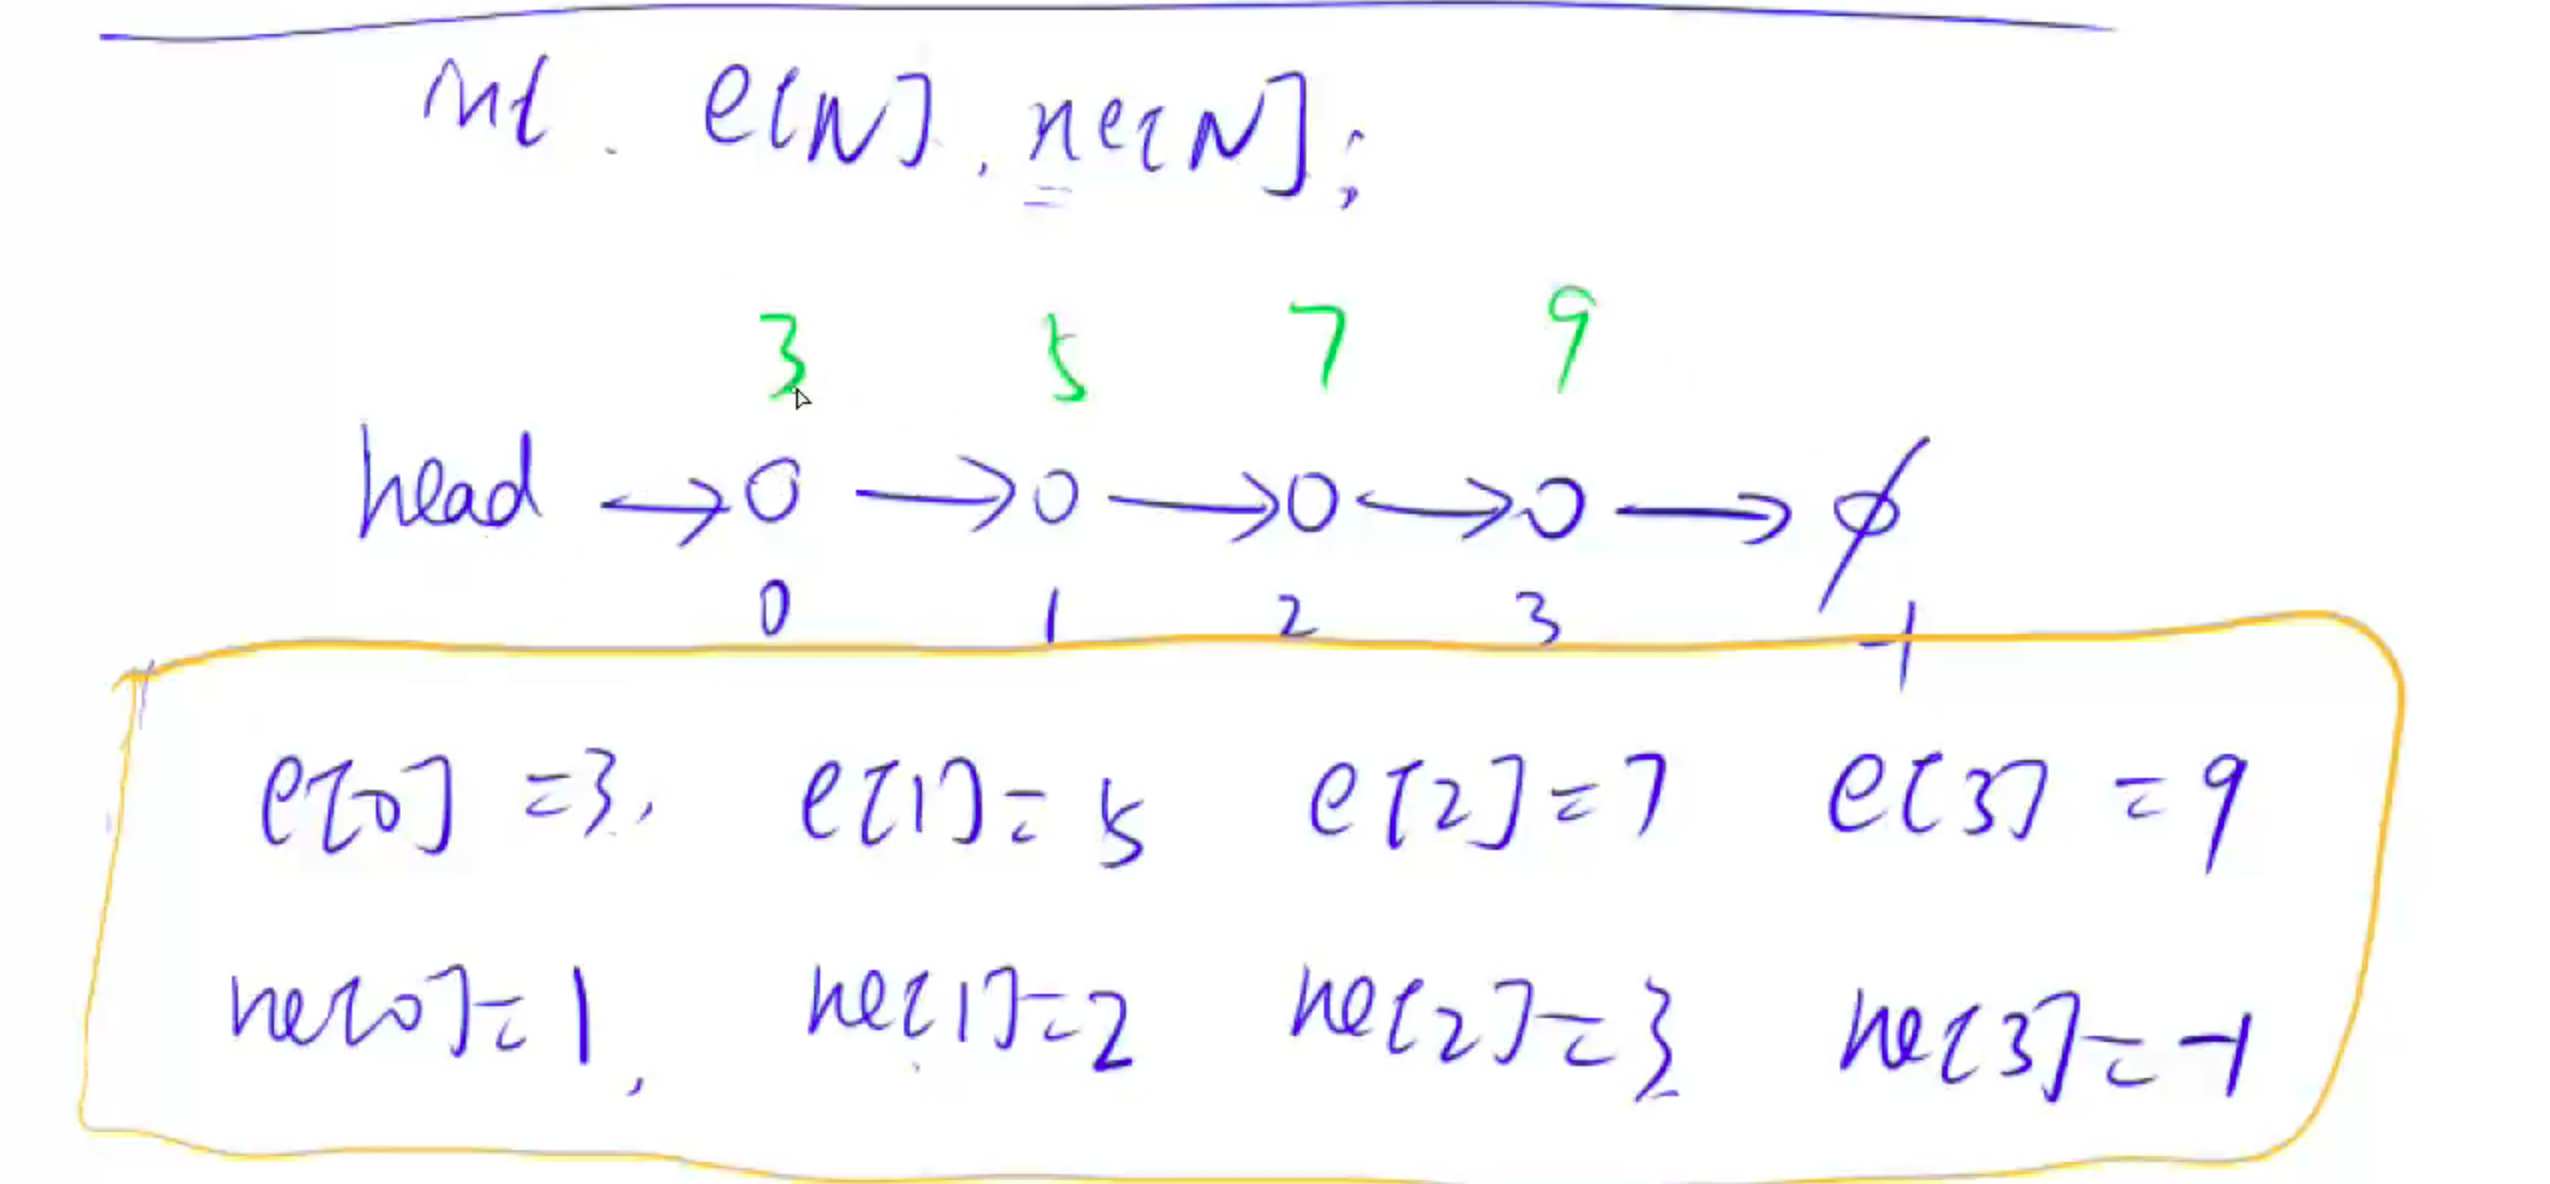 int e[N], ne[N];
3 5 7 9
head → O → O → O → O → ∅
0 1 2 3 -1
e[0] = 3, e[1] = 5 e[2] = 7 e[3] = 9
ne[0] = 1, ne[1] = 2 ne[2] = 3 ne[3] = -1